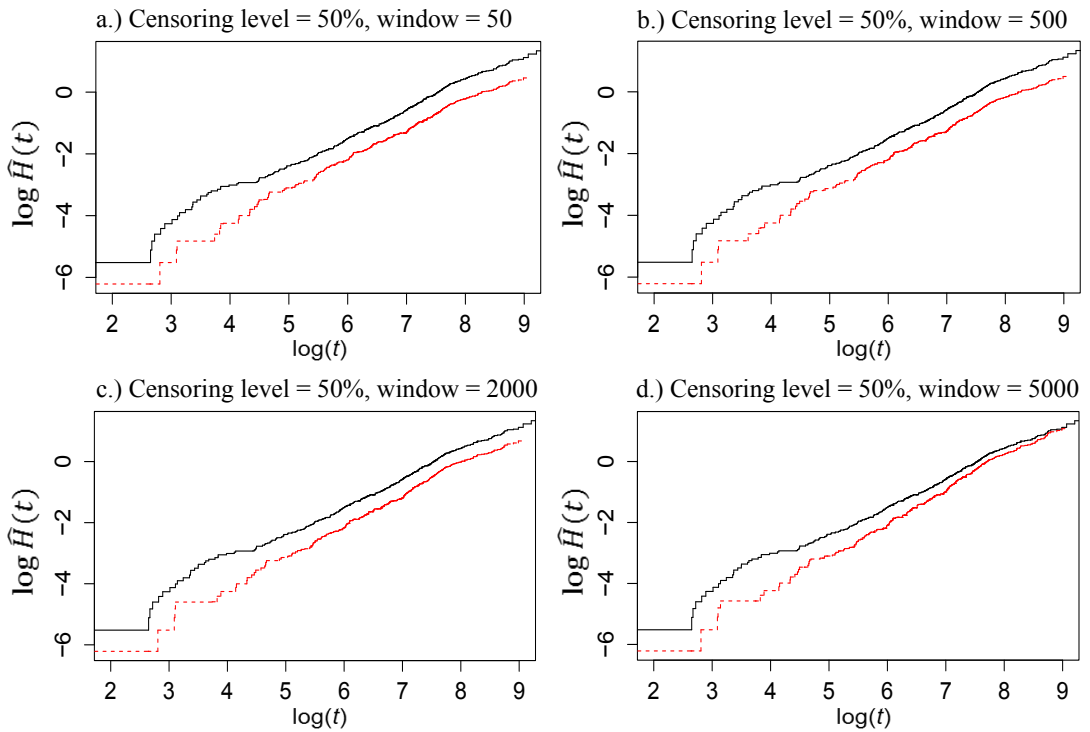 a.) Censoring level = 50%, window = 50
log Ĥ(t)
0
−2
−4
−6
2 3 4 5 6 7 8 9
log(t)
b.) Censoring level = 50%, window = 500
log Ĥ(t)
0
−2
−4
−6
2 3 4 5 6 7 8 9
log(t)
c.) Censoring level = 50%, window = 2000
log Ĥ(t)
0
−2
−4
−6
2 3 4 5 6 7 8 9
log(t)
d.) Censoring level = 50%, window = 5000
log Ĥ(t)
0
−2
−4
−6
2 3 4 5 6 7 8 9
log(t)